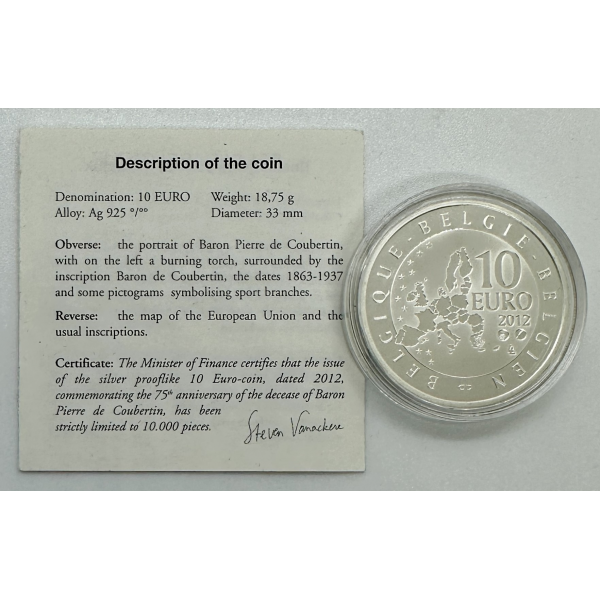 Description of the coin
Denomination: 10 EURO Weight: 18,75 g
Alloy: Ag 925 °/°° Diameter: 33 mm
Obverse: the portrait of Baron Pierre de Coubertin,
with on the left a burning torch, surrounded by the
inscription Baron de Coubertin, the dates 1863-1937
and some pictograms symbolising sport branches.
Reverse: the map of the European Union and the
usual inscriptions.
Certificate: The Minister of Finance certifies that the issue
of the silver prooflike 10 Euro-coin, dated 2012,
commemorating the 75th anniversary of the decease of Baron
Pierre de Coubertin, has been
strictly limited to 10.000 pieces.
Steven Vanackere
BELGIQUE - BELGIE - BELGIEN
10
EURO
2012